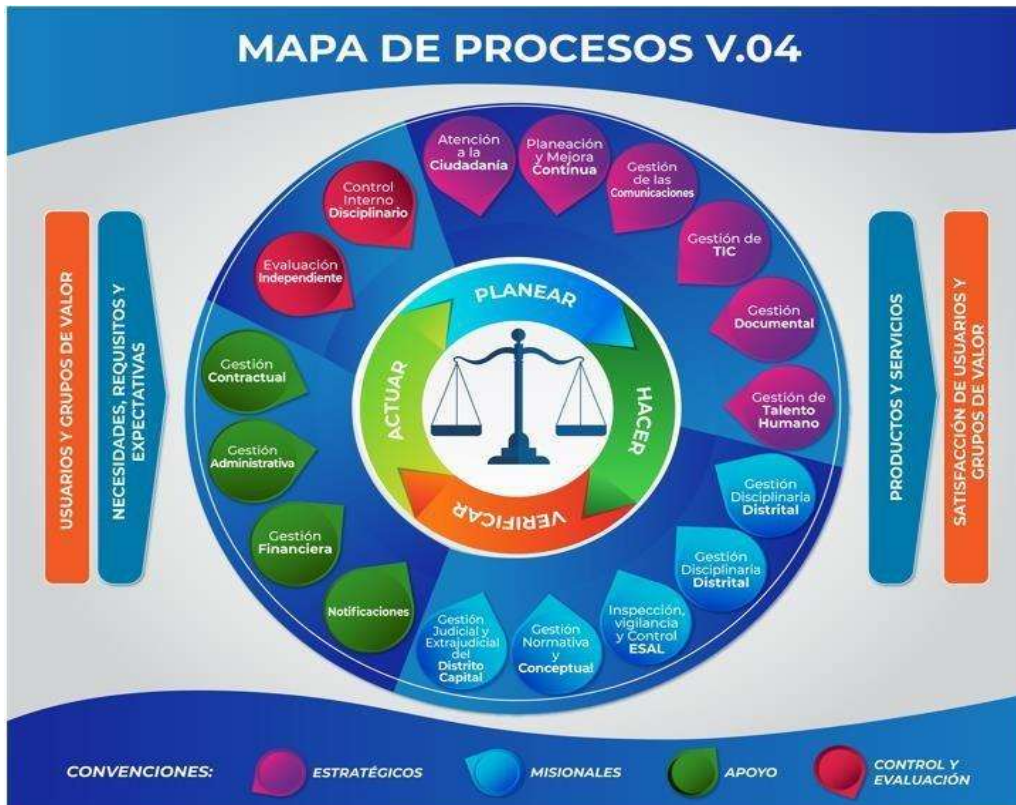 MAPA DE PROCESOS V.04
USUARIOS Y GRUPOS DE VALOR
NECESIDADES, REQUISITOS Y
EXPECTATIVAS
Atención
a la
Ciudadanía
Planeación
y Mejora
Continua
Gestión
de las
Comunicaciones
Gestión de
TIC
Gestión
Documental
Gestión de
Talento
Humano
Gestión
Disciplinaria
Distrital
Gestión
Disciplinaria
Distrital
Inspección,
vigilancia
y Control
ESAL
Gestión
Normativa
y
Conceptual
Gestión
Judicial y
Extrajudicial
del
Distrito
Capital
Notificaciones
Gestión
Financiera
Gestión
Administrativa
Gestión
Contractual
Evaluación
Independiente
Control
Interno
Disciplinario
PLANEAR
HACER
VERIFICAR
ACTUAR
PRODUCTOS Y SERVICIOS
SATISFACCIÓN DE USUARIOS Y
GRUPOS DE VALOR
CONVENCIONES:
ESTRATÉGICOS
MISIONALES
APOYO
CONTROL Y
EVALUACIÓN